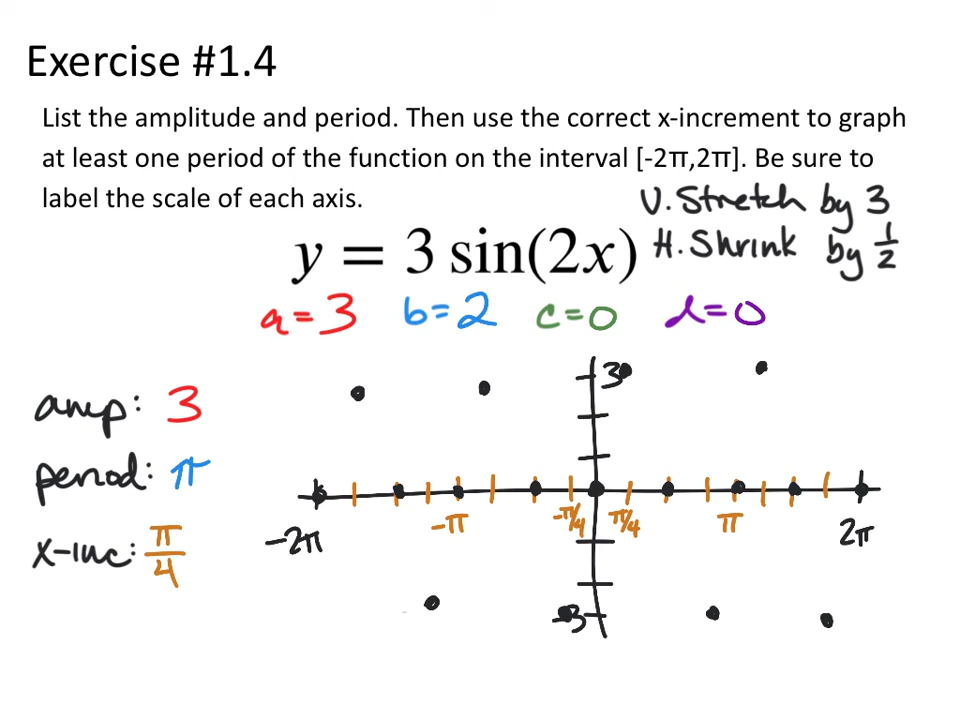 Exercise #1.4
List the amplitude and period. Then use the correct x-increment to graph
at least one period of the function on the interval [-2π,2π]. Be sure to
label the scale of each axis.
V. Stretch by 3
y = 3 sin(2x)
H. Shrink by 1/2
a=3 b=2 c=0 d=0
3
amp: 3
period: π
-2π -π -π/4 π/4 π 2π
x-inc: π/4
-3